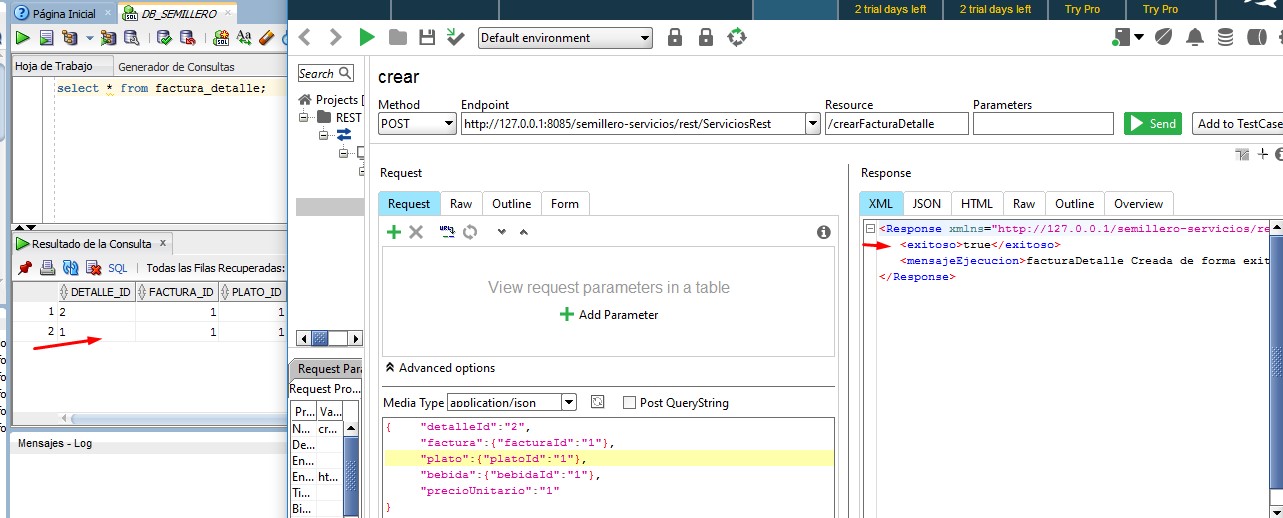 Página Inicial
DB_SEMILLERO
Hoja de Trabajo
Generador de Consultas
select * from factura_detalle;
Resultado de la Consulta
SQL
Todas las Filas Recuperadas:
DETALLE_ID FACTURA_ID PLATO_ID
1 2 1 1
2 1 1 1
Mensajes - Log
2 trial days left
2 trial days left
Try Pro
Try Pro
Default environment
Search
Projects [
REST
crear
Method
Endpoint
Resource
Parameters
POST
http://127.0.0.1:8085/semillero-servicios/rest/ServiciosRest
/crearFacturaDetalle
Send
Add to TestCase
Request
Request
Raw
Outline
Form
View request parameters in a table
Add Parameter
Advanced options
Media Type
application/json
Post QueryString
{ "detalleId":"2",
"factura":{"facturaId":"1"},
"plato":{"platoId":"1"},
"bebida":{"bebidaId":"1"},
"precioUnitario":"1"
}
Request Para
Request Pro...
Pr... Va...
N... cr...
De...
En...
En... ht...
Ti...
Bi...
Response
XML
JSON
HTML
Raw
Outline
Overview
<Response xmlns="http://127.0.0.1/semillero-servicios/re
<exitoso>true</exitoso>
<mensajeEjecucion>facturaDetalle Creada de forma exit
</Response>